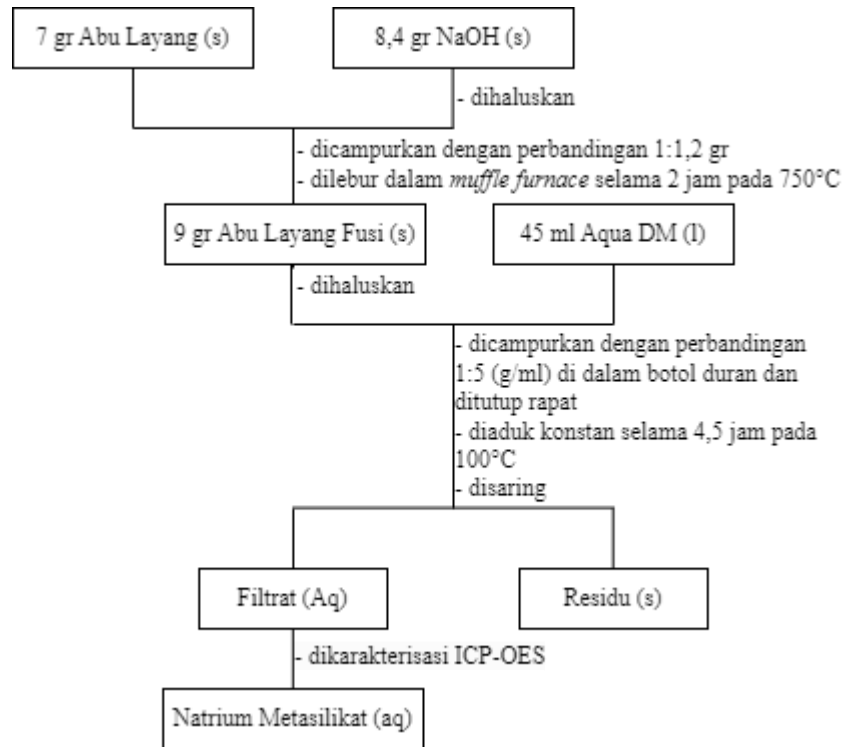 7 gr Abu Layang (s)
8,4 gr NaOH (s)
- dihaluskan
- dicampurkan dengan perbandingan 1:1,2 gr
- dilebur dalam muffle furnace selama 2 jam pada 750°C
9 gr Abu Layang Fusi (s)
45 ml Aqua DM (l)
- dihaluskan
- dicampurkan dengan perbandingan
1:5 (g/ml) di dalam botol duran dan
ditutup rapat
- diaduk konstan selama 4,5 jam pada
100°C
- disaring
Filtrat (Aq)
Residu (s)
- dikarakterisasi ICP-OES
Natrium Metasilikat (aq)